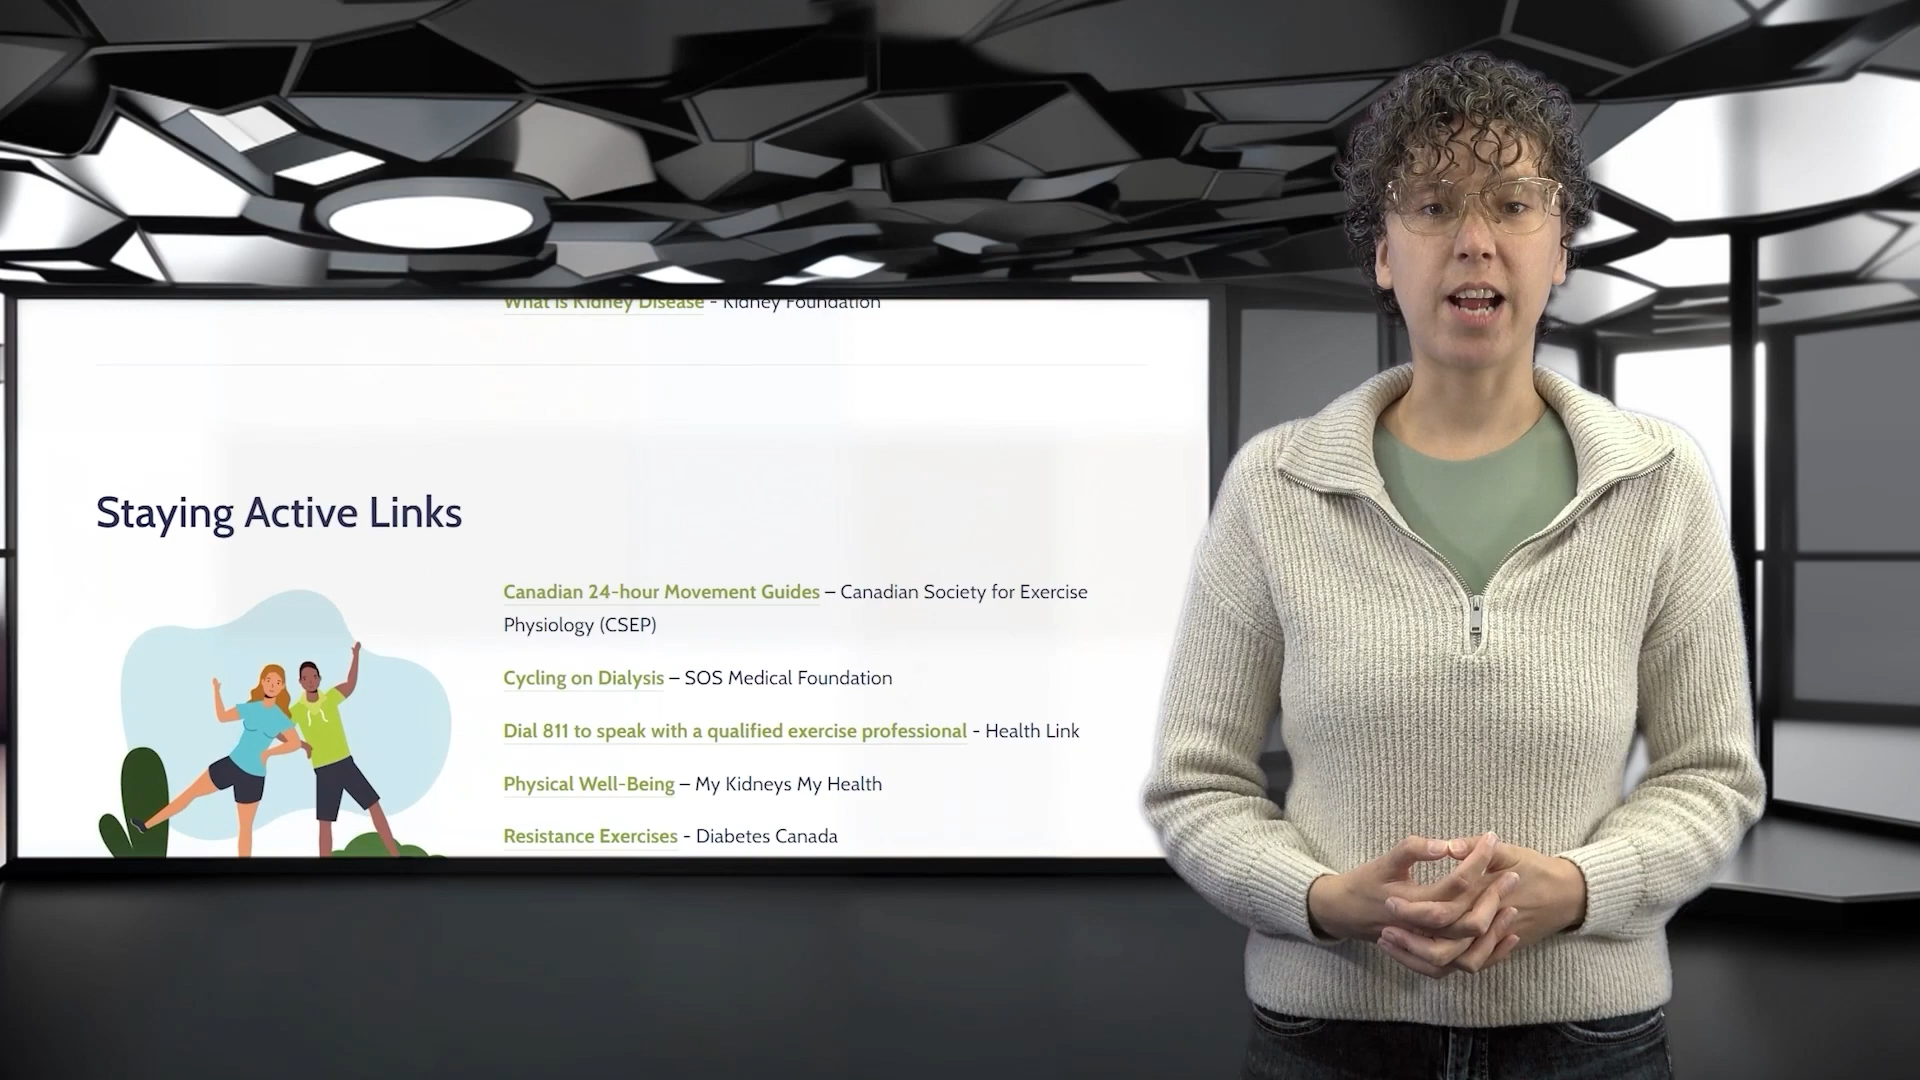 What is Kidney Disease - Kidney Foundation
Staying Active Links
Canadian 24-hour Movement Guides – Canadian Society for Exercise
Physiology (CSEP)
Cycling on Dialysis – SOS Medical Foundation
Dial 811 to speak with a qualified exercise professional - Health Link
Physical Well-Being – My Kidneys My Health
Resistance Exercises - Diabetes Canada